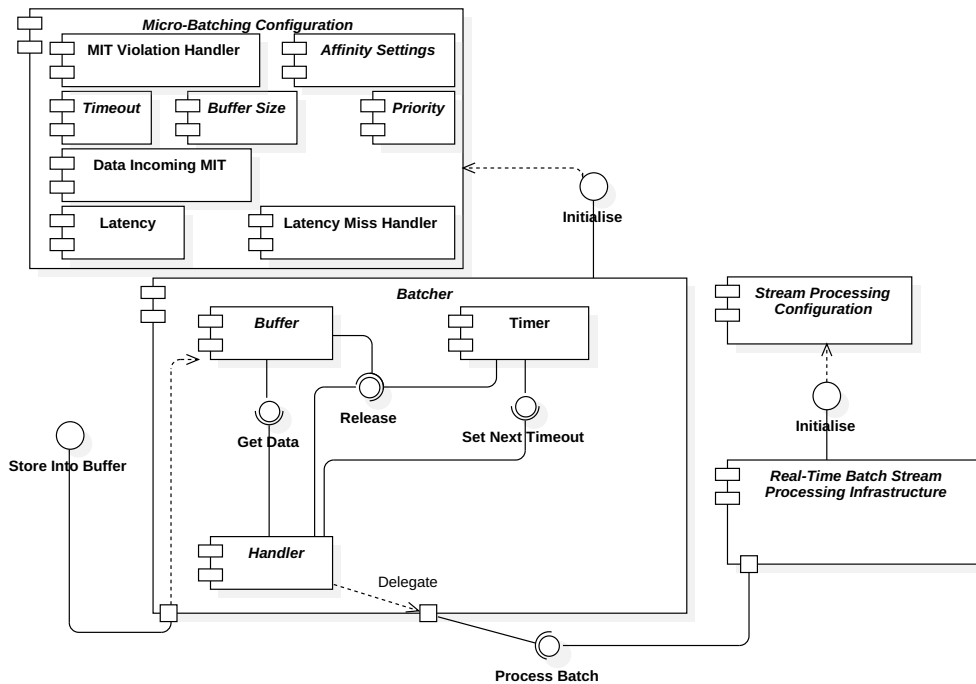 Micro-Batching Configuration
MIT Violation Handler
Affinity Settings
Timeout
Buffer Size
Priority
Data Incoming MIT
Latency
Latency Miss Handler
Initialise
Batcher
Buffer
Timer
Stream Processing
Configuration
Release
Get Data
Set Next Timeout
Initialise
Store Into Buffer
Real-Time Batch Stream
Processing Infrastructure
Handler
Delegate
Process Batch